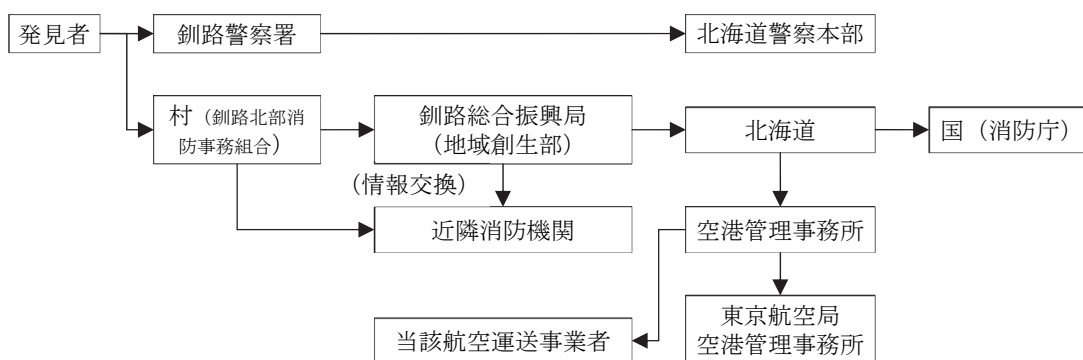 発見者
釧路警察署
北海道警察本部
村（釧路北部消
防事務組合）
釧路総合振興局
（地域創生部）
北海道
国（消防庁）
（情報交換）
近隣消防機関
空港管理事務所
当該航空運送事業者
東京航空局
空港管理事務所